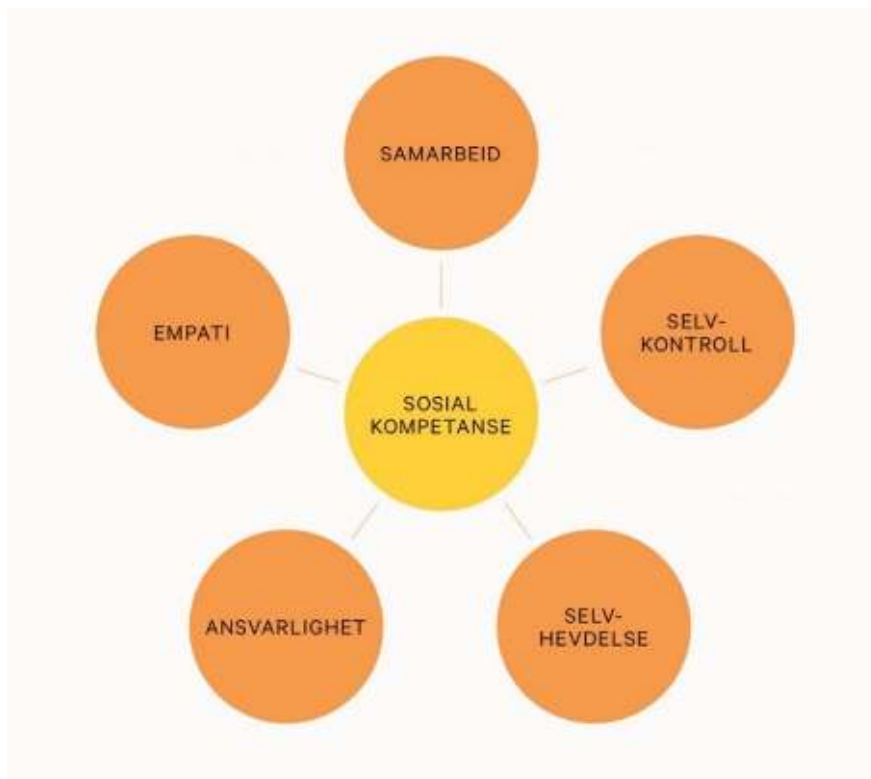 SAMARBEID
EMPATI
SELV-
KONTROLL
SOSIAL
KOMPETANSE
ANSVARLIGHET
SELV-
HEVDELSE